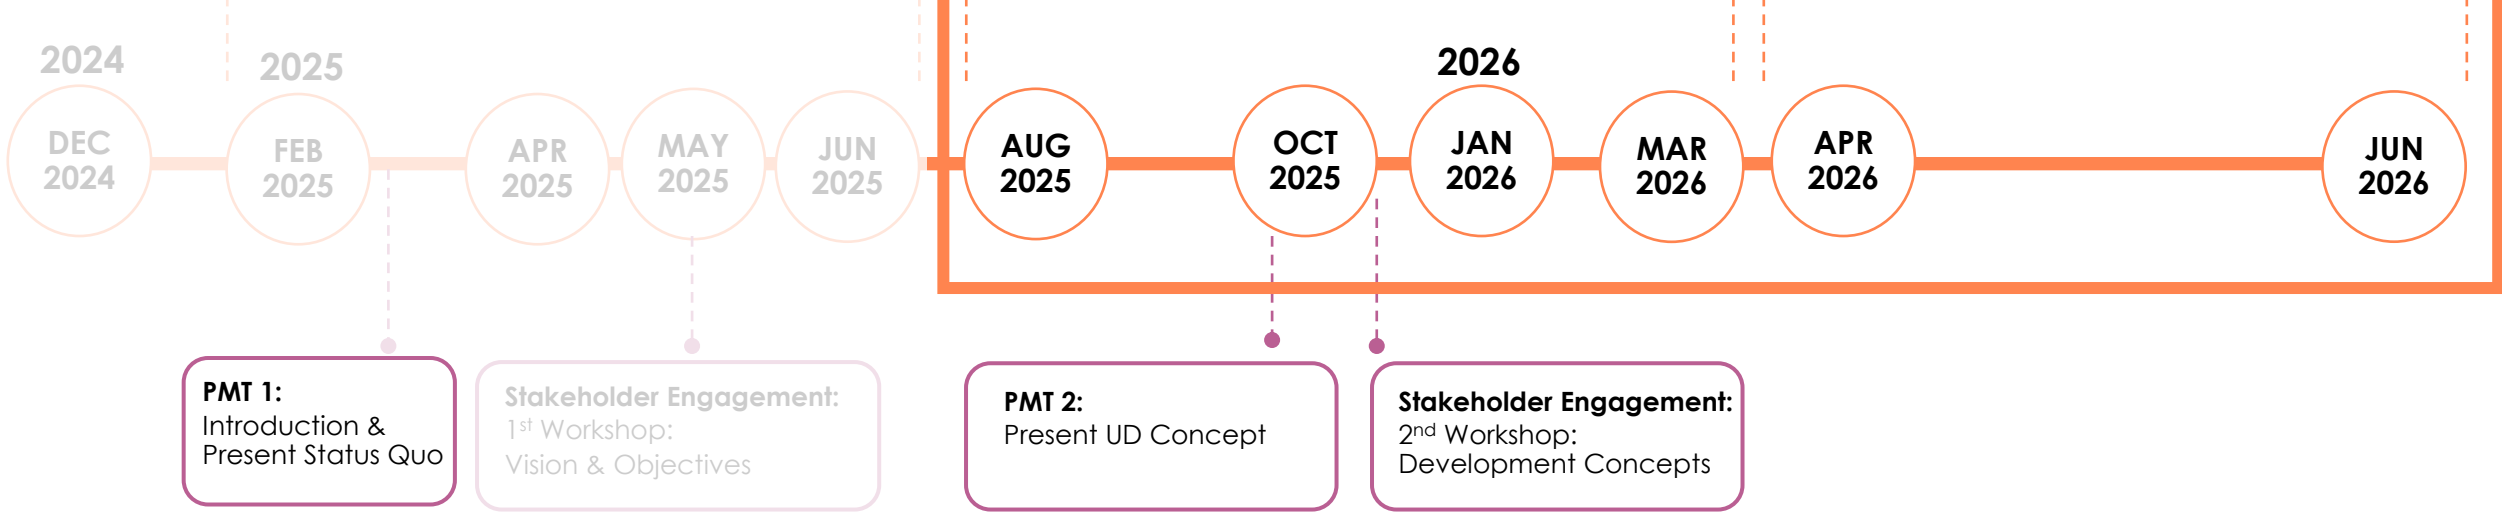 2024
2025
2026
DEC
2024
FEB
2025
APR
2025
MAY
2025
JUN
2025
AUG
2025
OCT
2025
JAN
2026
MAR
2026
APR
2026
JUN
2026
PMT 1:
Introduction &
Present Status Quo
Stakeholder Engagement:
1st Workshop:
Vision & Objectives
PMT 2:
Present UD Concept
Stakeholder Engagement:
2nd Workshop:
Development Concepts